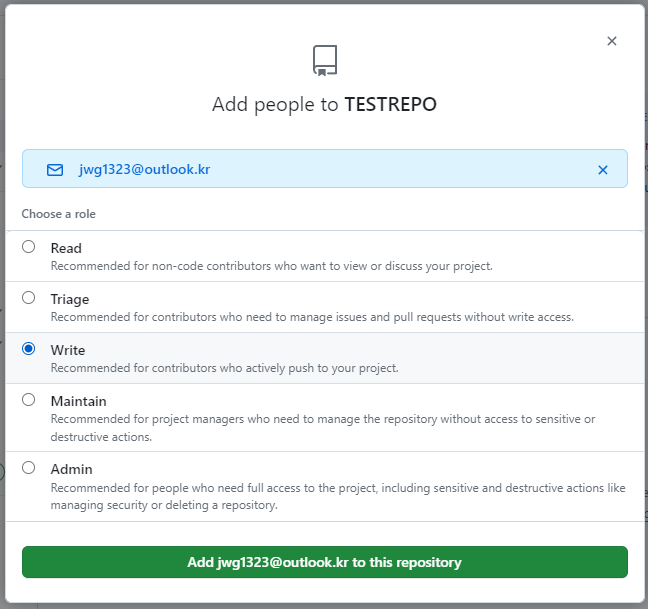 Add people to TESTREPO
jwg1323@outlook.kr
Choose a role
Read
Recommended for non-code contributors who want to view or discuss your project.
Triage
Recommended for contributors who need to manage issues and pull requests without write access.
Write
Recommended for contributors who actively push to your project.
Maintain
Recommended for project managers who need to manage the repository without access to sensitive or
destructive actions.
Admin
Recommended for people who need full access to the project, including sensitive and destructive actions like
managing security or deleting a repository.
Add jwg1323@outlook.kr to this repository